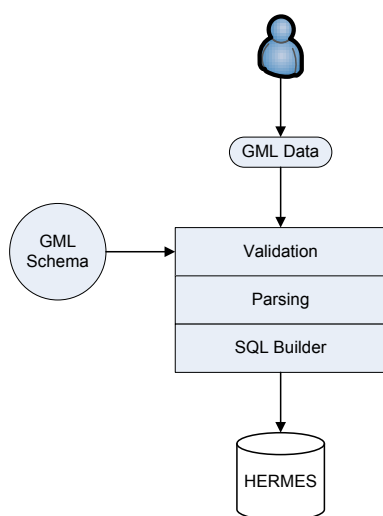 GML Data
GML
Schema
Validation
Parsing
SQL Builder
HERMES